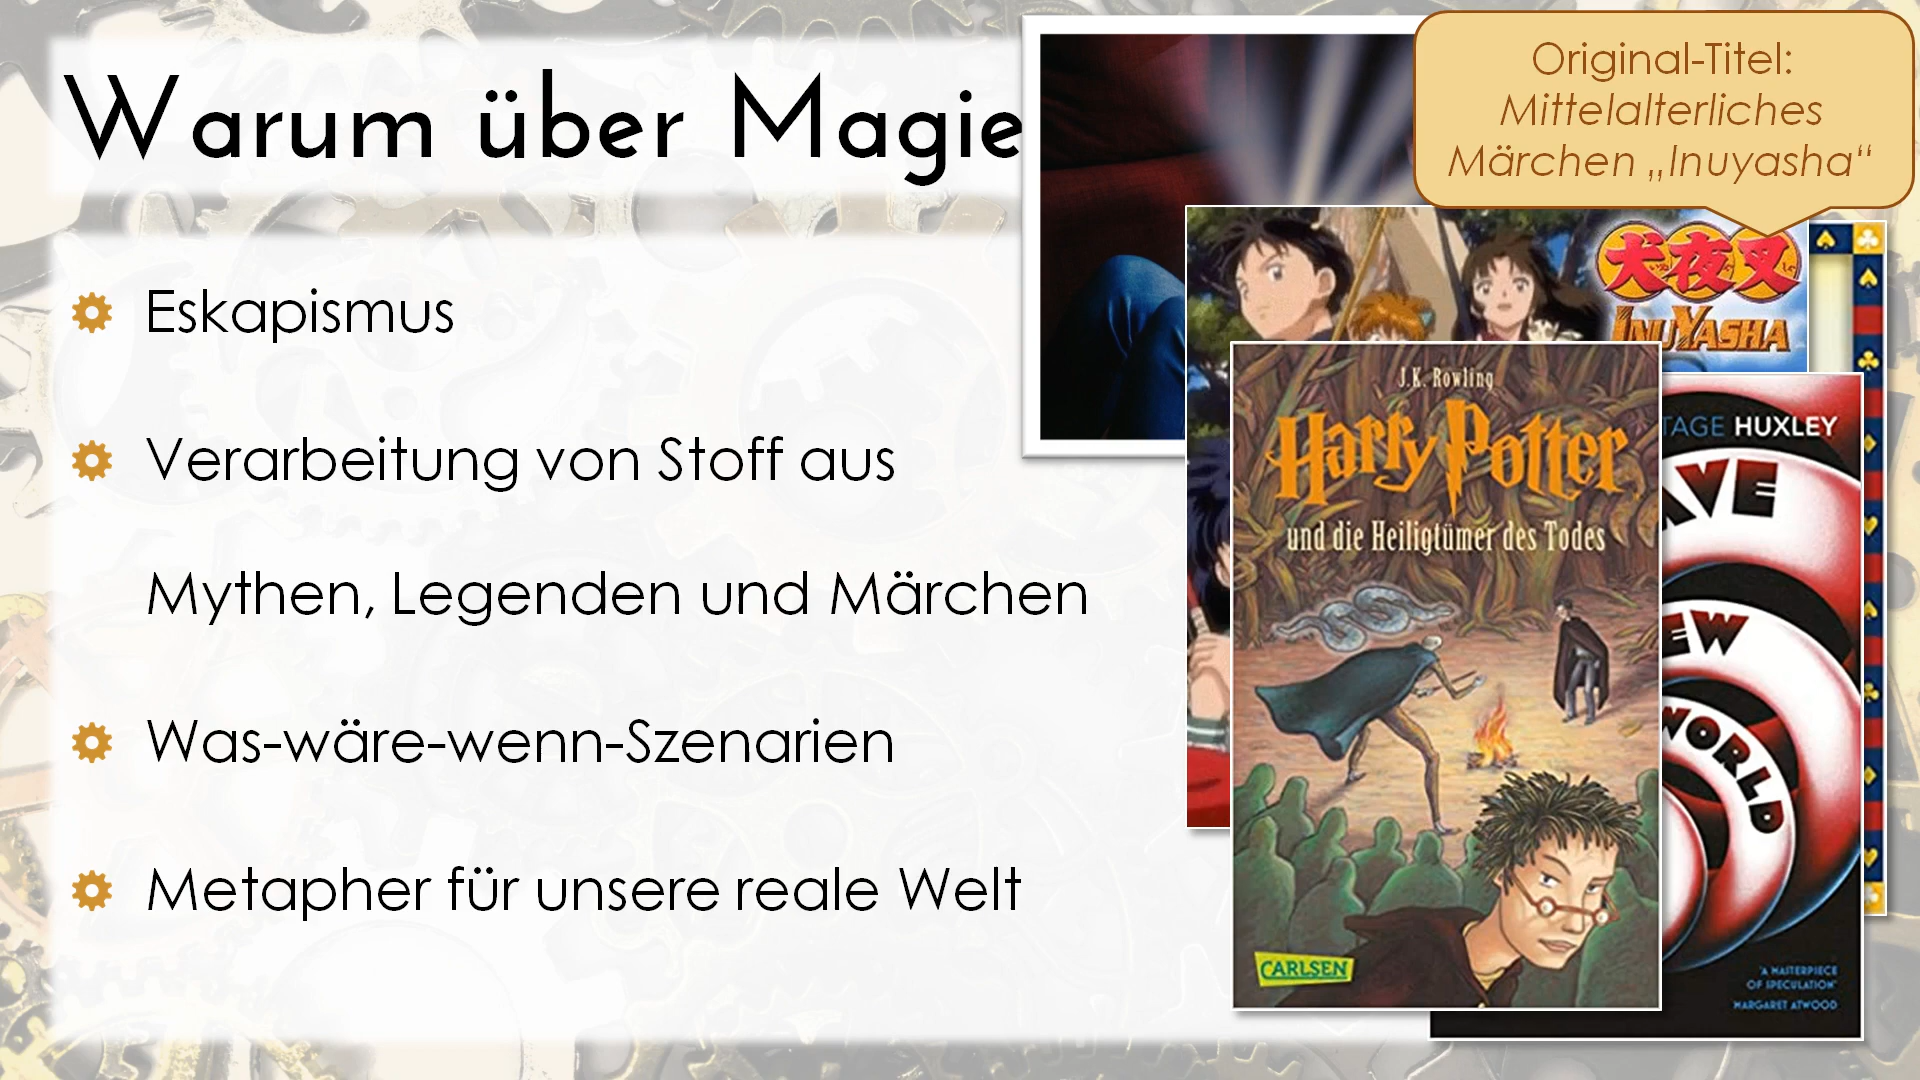 Warum über Magie
Original-Titel:
Mittelalterliches
Märchen „Inuyasha“
Eskapismus
Verarbeitung von Stoff aus
Mythen, Legenden und Märchen
Was-wäre-wenn-Szenarien
Metapher für unsere reale Welt
犬夜叉
INUYASHA
J.K. Rowling
Harry Potter
und die Heiligtümer des Todes
CARLSEN
TAGE HUXLEY
AVE
EW
WORLD
"A MASTERPIECE
OF SPECULATION"
MARGARET ATWOOD